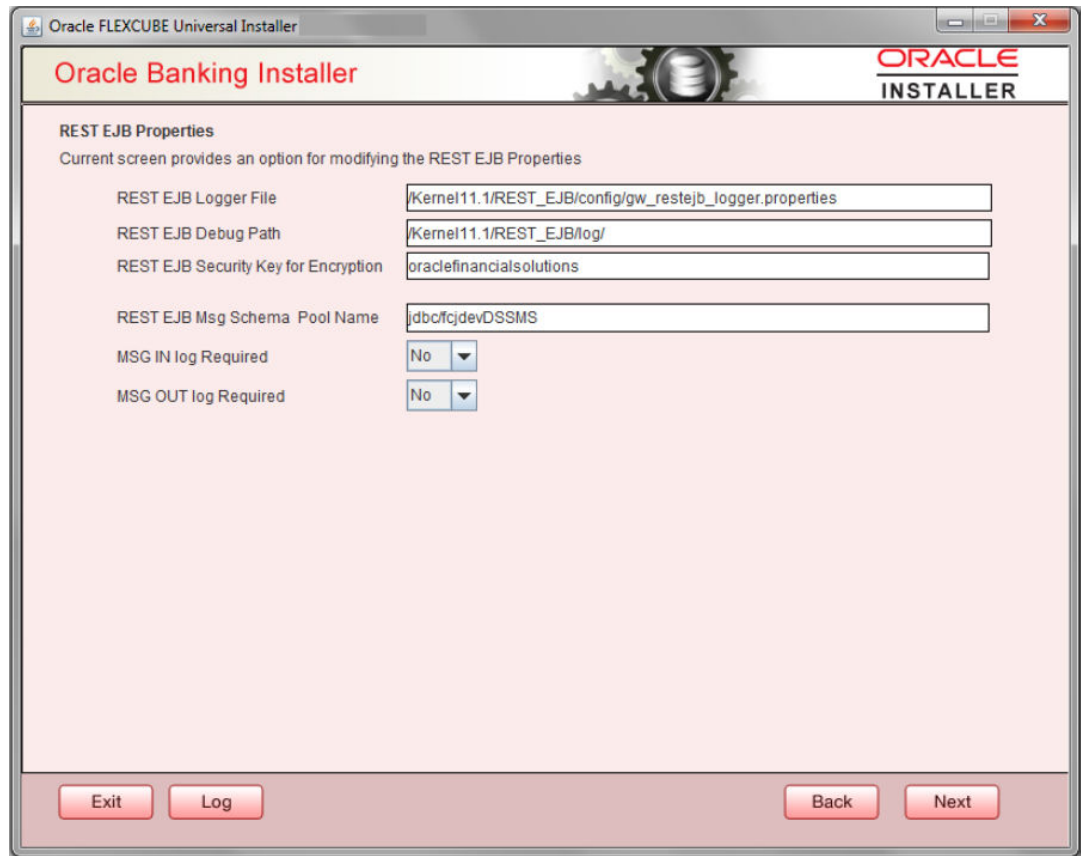 Oracle FLEXCUBE Universal Installer
X
Oracle Banking Installer
ORACLE
INSTALLER
REST EJB Properties
Current screen provides an option for modifying the REST EJB Properties
REST EJB Logger File /Kernel11.1/REST_EJB/config/gw_restejb_logger.properties
REST EJB Debug Path /Kernel11.1/REST_EJB/log/
REST EJB Security Key for Encryption oraclefinancialsolutions
REST EJB Msg Schema Pool Name jdbc/fcjdevDSSMS
MSG IN log Required No
MSG OUT log Required No
Exit Log Back Next